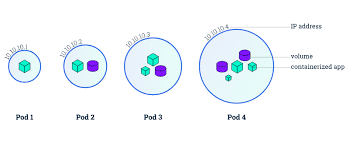 10.10.10.1
10.10.10.2
10.10.10.3
10.10.10.4
IP address
volume
containerized app
Pod 1
Pod 2
Pod 3
Pod 4